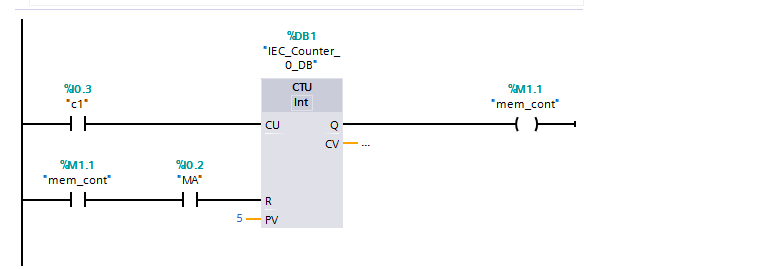 %DB1
"IEC_Counter_
0_DB"
%I0.3
"c1"
CTU
Int
%M1.1
"mem_cont"
CU
Q
CV
...
%M1.1
"mem_cont"
%I0.2
"MA"
R
5
PV